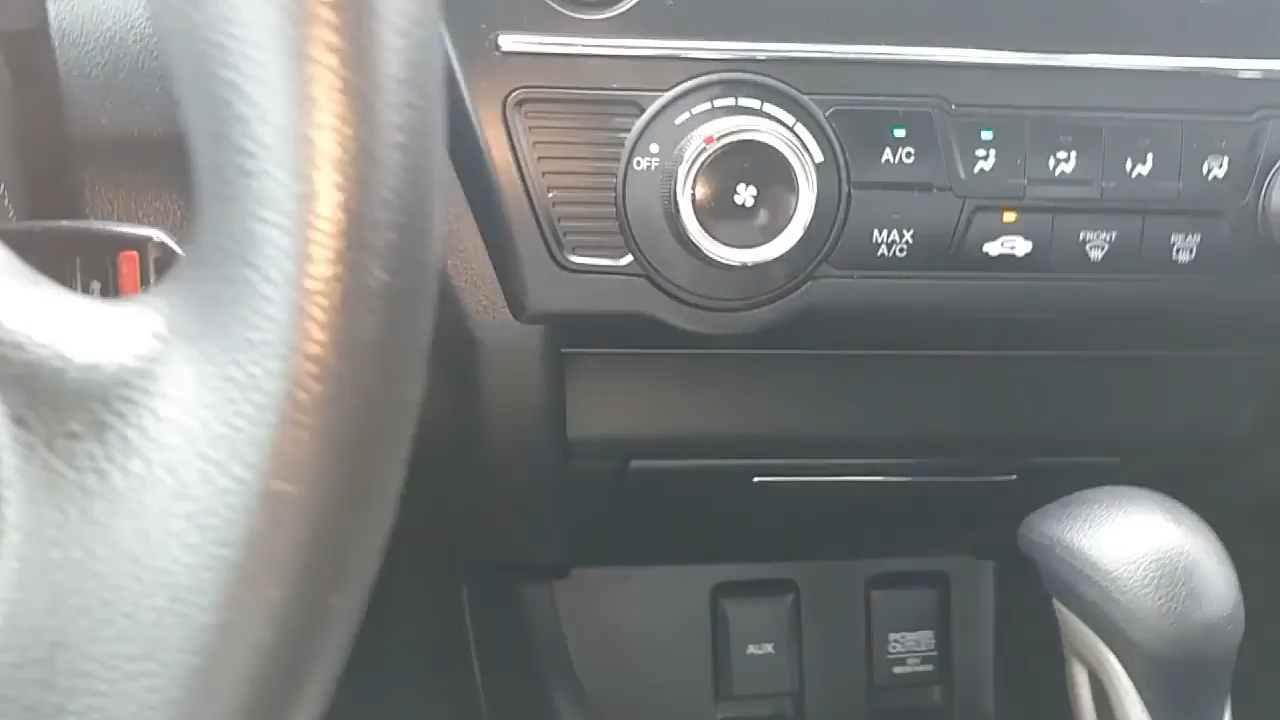 OFF
A/C
MAX
A/C
FRONT
REAR
AUX
POWER
OUTLET